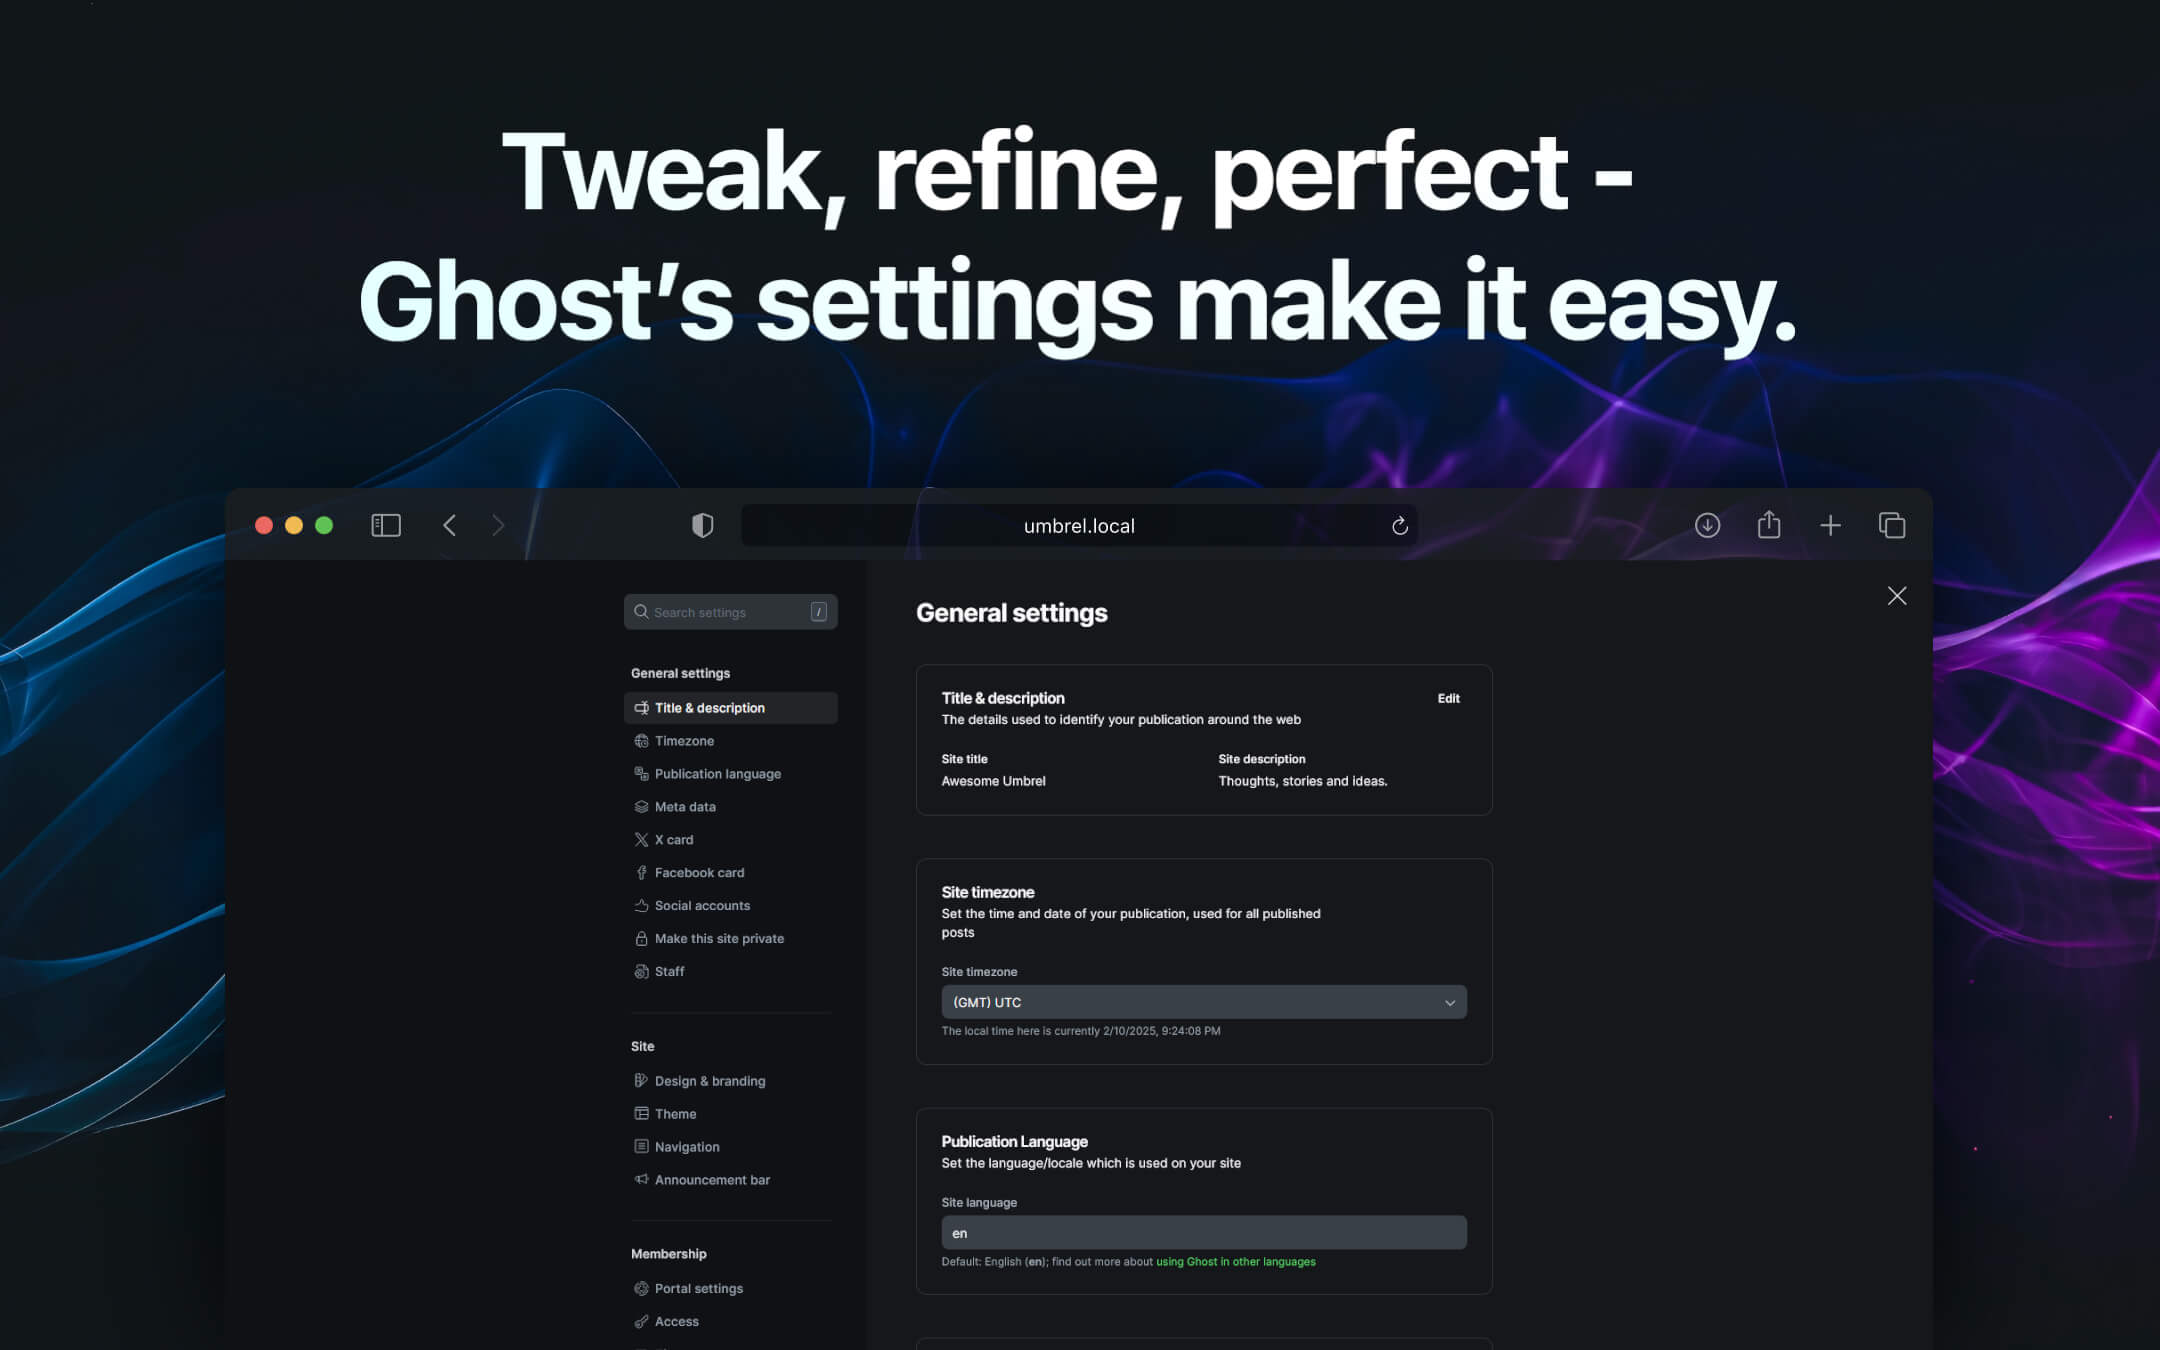 Tweak, refine, perfect -
Ghost’s settings make it easy.
umbrel.local
Search settings
/
General settings
Title & description
Timezone
Publication language
Meta data
X card
Facebook card
Social accounts
Make this site private
Staff
Site
Design & branding
Theme
Navigation
Announcement bar
Membership
Portal settings
Access
General settings
Title & description
Edit
The details used to identify your publication around the web
Site title
Site description
Awesome Umbrel
Thoughts, stories and ideas.
Site timezone
Set the time and date of your publication, used for all published
posts
Site timezone
(GMT) UTC
The local time here is currently 2/10/2025, 9:24:08 PM
Publication Language
Set the language/locale which is used on your site
Site language
en
Default: English (en); find out more about using Ghost in other languages